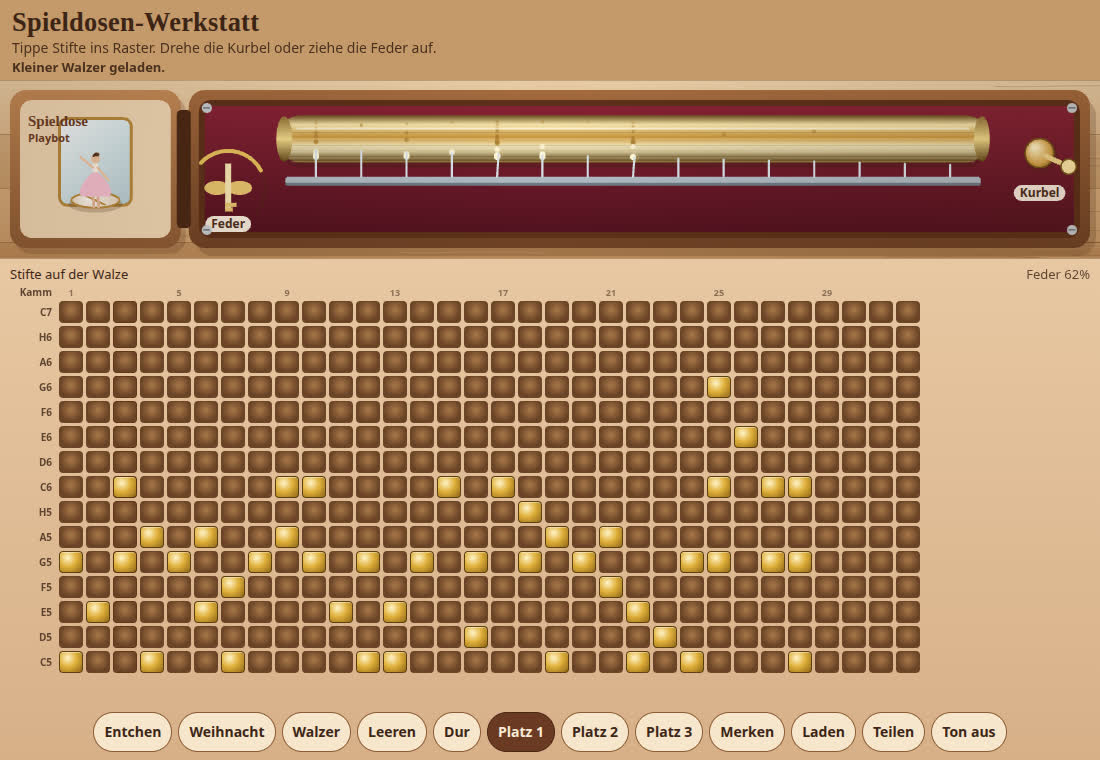 Spieldosen-Werkstatt
Tippe Stifte ins Raster. Drehe die Kurbel oder ziehe die Feder auf.
Kleiner Walzer geladen.
Spieldose
Playbot
Feder
Kurbel
Stifte auf der Walze
Feder 62%
Kamm 1 5 9 13 17 21 25 29
C7
H6
A6
G6
F6
E6
D6
C6
H5
A5
G5
F5
E5
D5
C5
Entchen Weihnacht Walzer Leeren Dur Platz 1 Platz 2 Platz 3 Merken Laden Teilen Ton aus